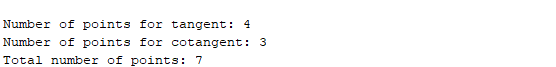 Number of points for tangent: 4
Number of points for cotangent: 3
Total number of points: 7